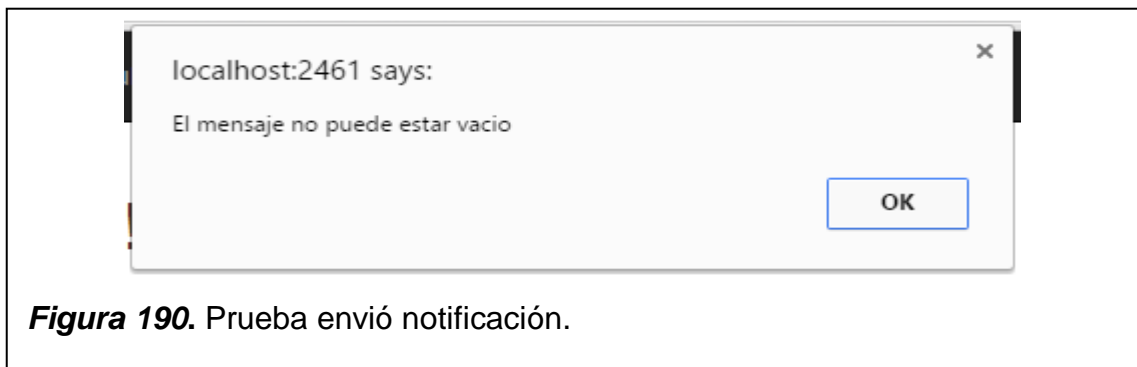 localhost:2461 says:
El mensaje no puede estar vacio
OK
Figura 190. Prueba envió notificación.